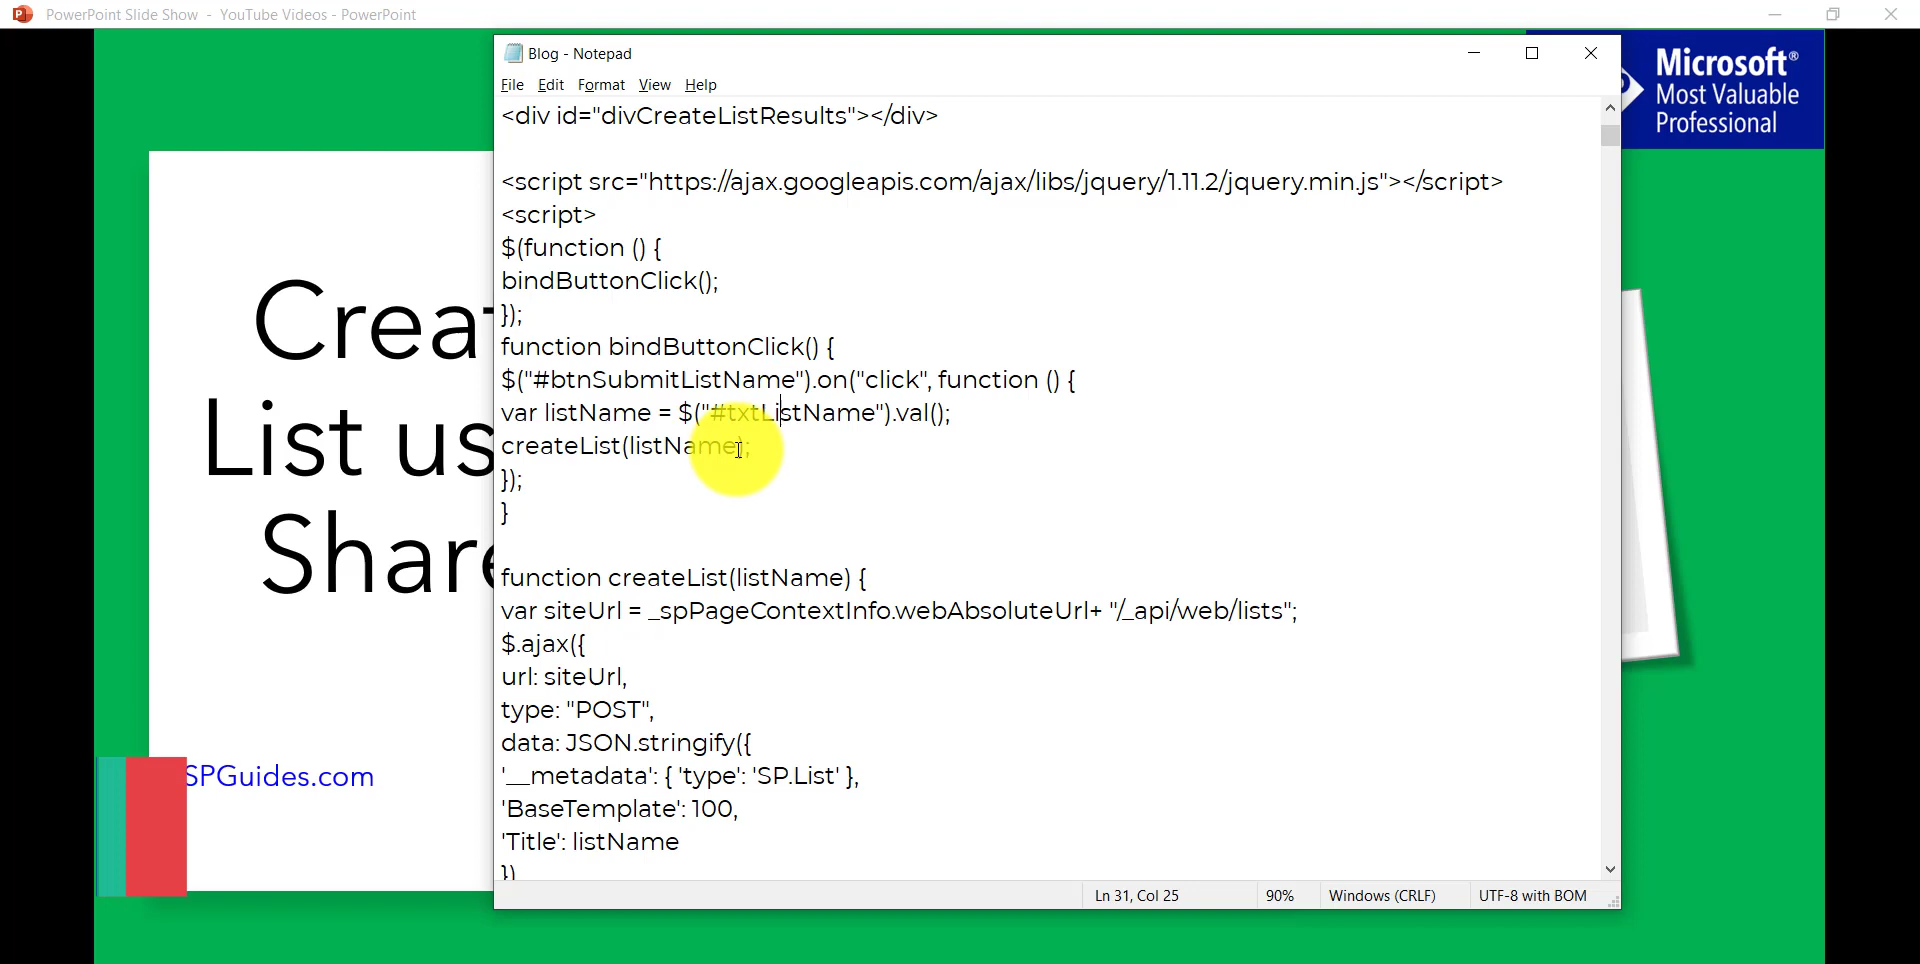 PowerPoint Slide Show - YouTube Videos - PowerPoint
Blog - Notepad
File Edit Format View Help
<div id="divCreateListResults"></div>
<script src="https://ajax.googleapis.com/ajax/libs/jquery/1.11.2/jquery.min.js"></script>
<script>
$(function () {
bindButtonClick();
});
function bindButtonClick() {
$("#btnSubmitListName").on("click", function () {
var listName = $("#txtListName").val();
createList(listName);
});
}
function createList(listName) {
var siteUrl = _spPageContextInfo.webAbsoluteUrl+ "/_api/web/lists";
$.ajax({
url: siteUrl,
type: "POST",
data: JSON.stringify({
'__metadata': { 'type': 'SP.List' },
'BaseTemplate': 100,
'Title': listName
})
Ln 31, Col 25
90%
Windows (CRLF)
UTF-8 with BOM
Microsoft®
Most Valuable
Professional
List us
SPGuides.com